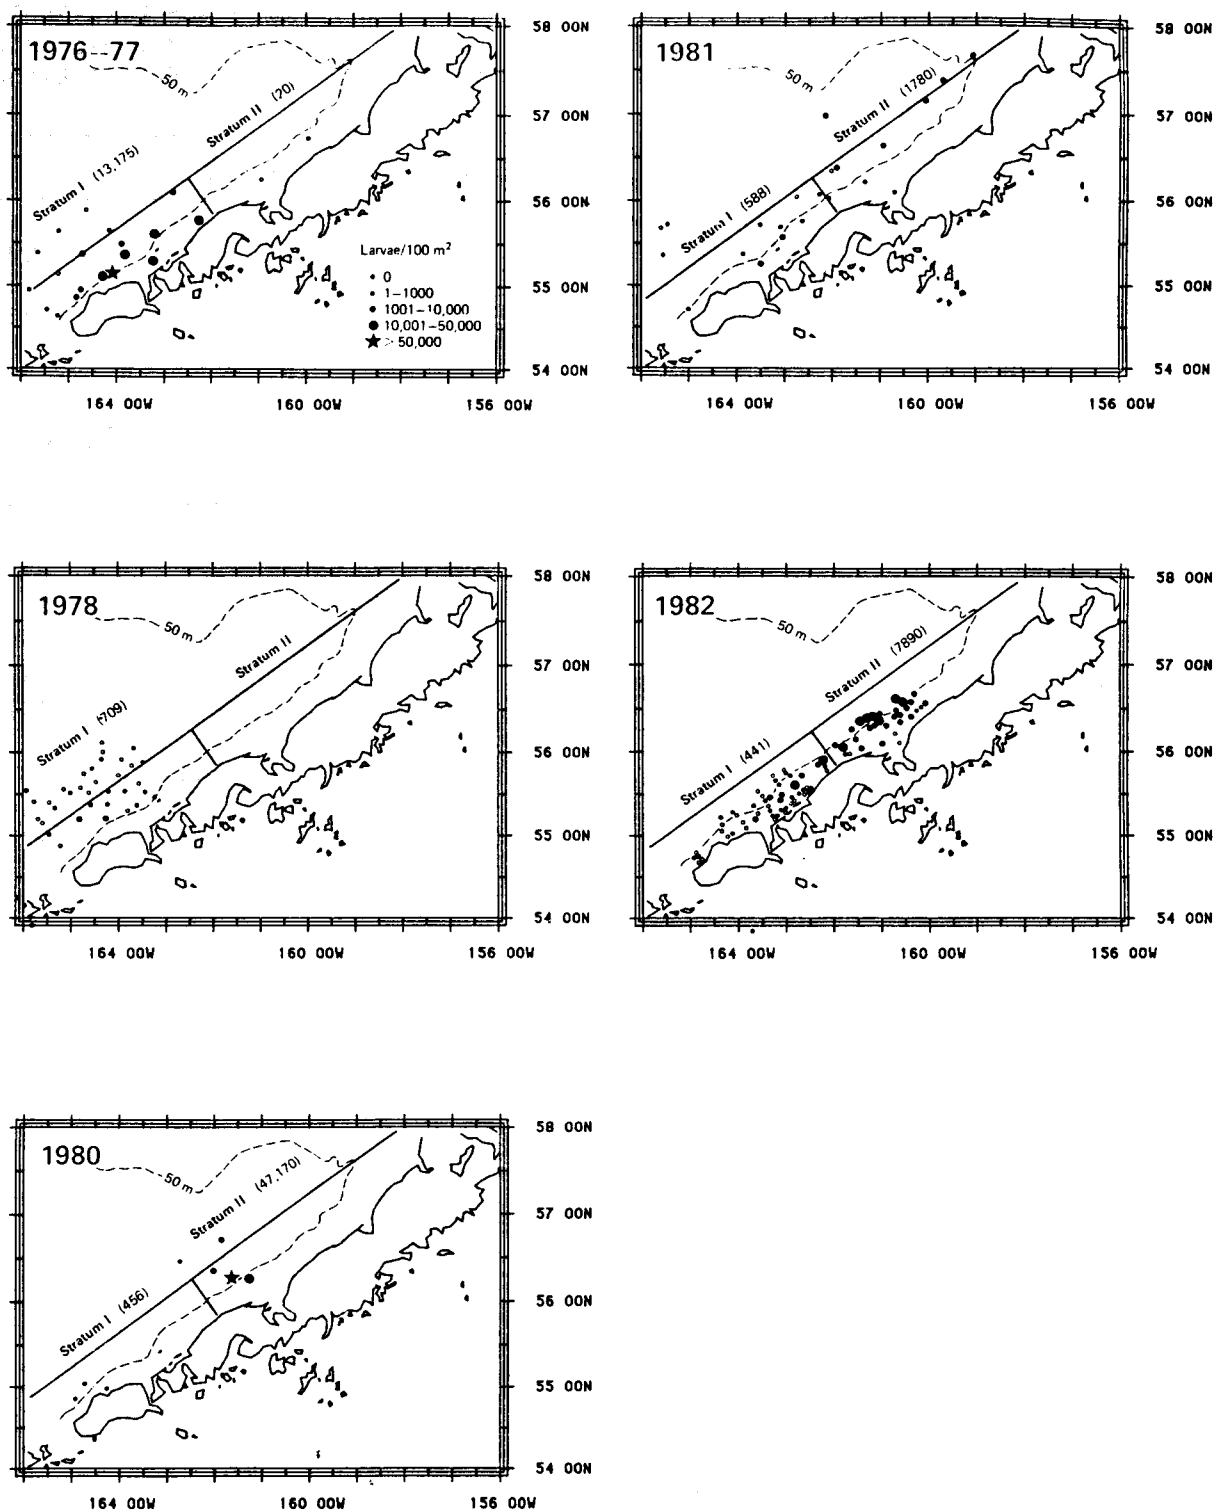 1976--77
50 m
Stratum II (20)
Stratum I (13,175)
Larvae/100 m²
0
1-1000
1001-10,000
10,001-50,000
> 50,000
58 00N
57 00N
56 00N
55 00N
54 00N
164 00W 160 00W 156 00W
1981
50 m
Stratum II (1780)
Stratum I (588)
58 00N
57 00N
56 00N
55 00N
54 00N
164 00W 160 00W 156 00W
1978
50 m
Stratum II
Stratum I (709)
58 00N
57 00N
56 00N
55 00N
54 00N
164 00W 160 00W 156 00W
1982
50 m
Stratum II (7890)
Stratum I (441)
58 00N
57 00N
56 00N
55 00N
54 00N
164 00W 160 00W 156 00W
1980
50 m
Stratum II (47,170)
Stratum I (456)
58 00N
57 00N
56 00N
55 00N
54 00N
164 00W 160 00W 156 00W